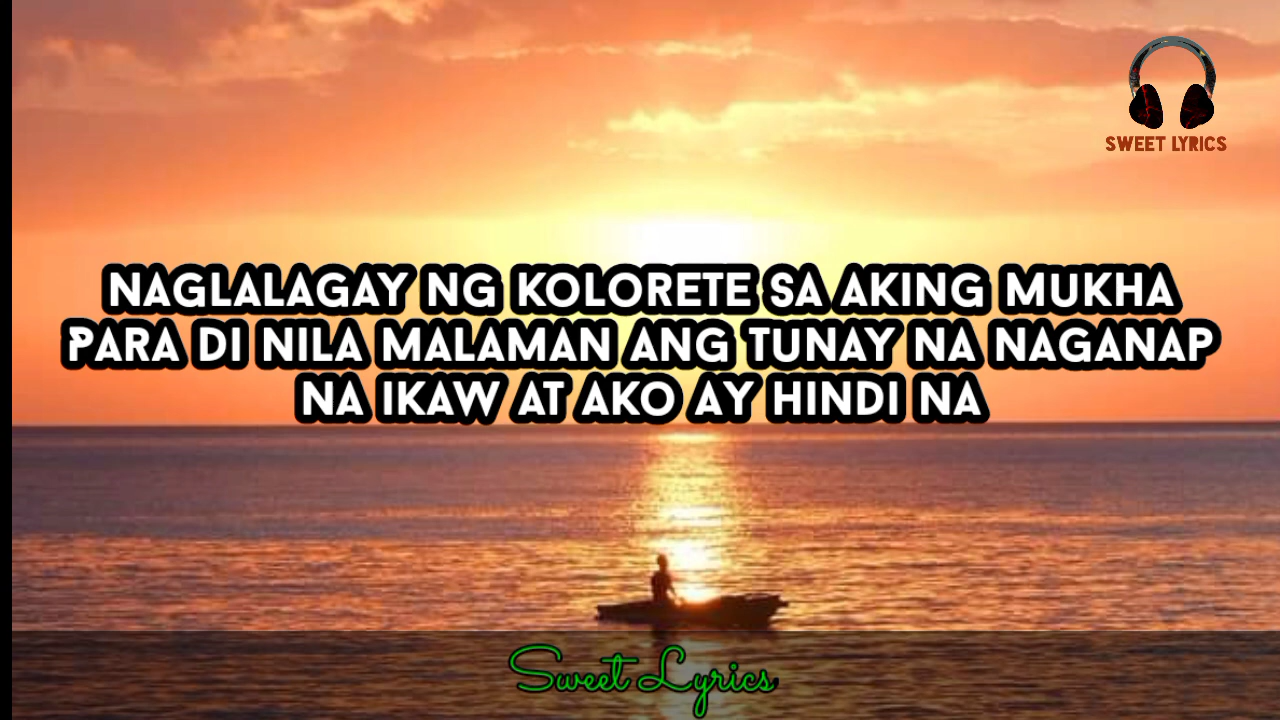 SWEET LYRICS
NAGLALAGAY NG KOLORETE SA AKING MUKHA
PARA DI NILA MALAMAN ANG TUNAY NA NAGANAP
NA IKAW AT AKO AY HINDI NA
Sweet Lyrics